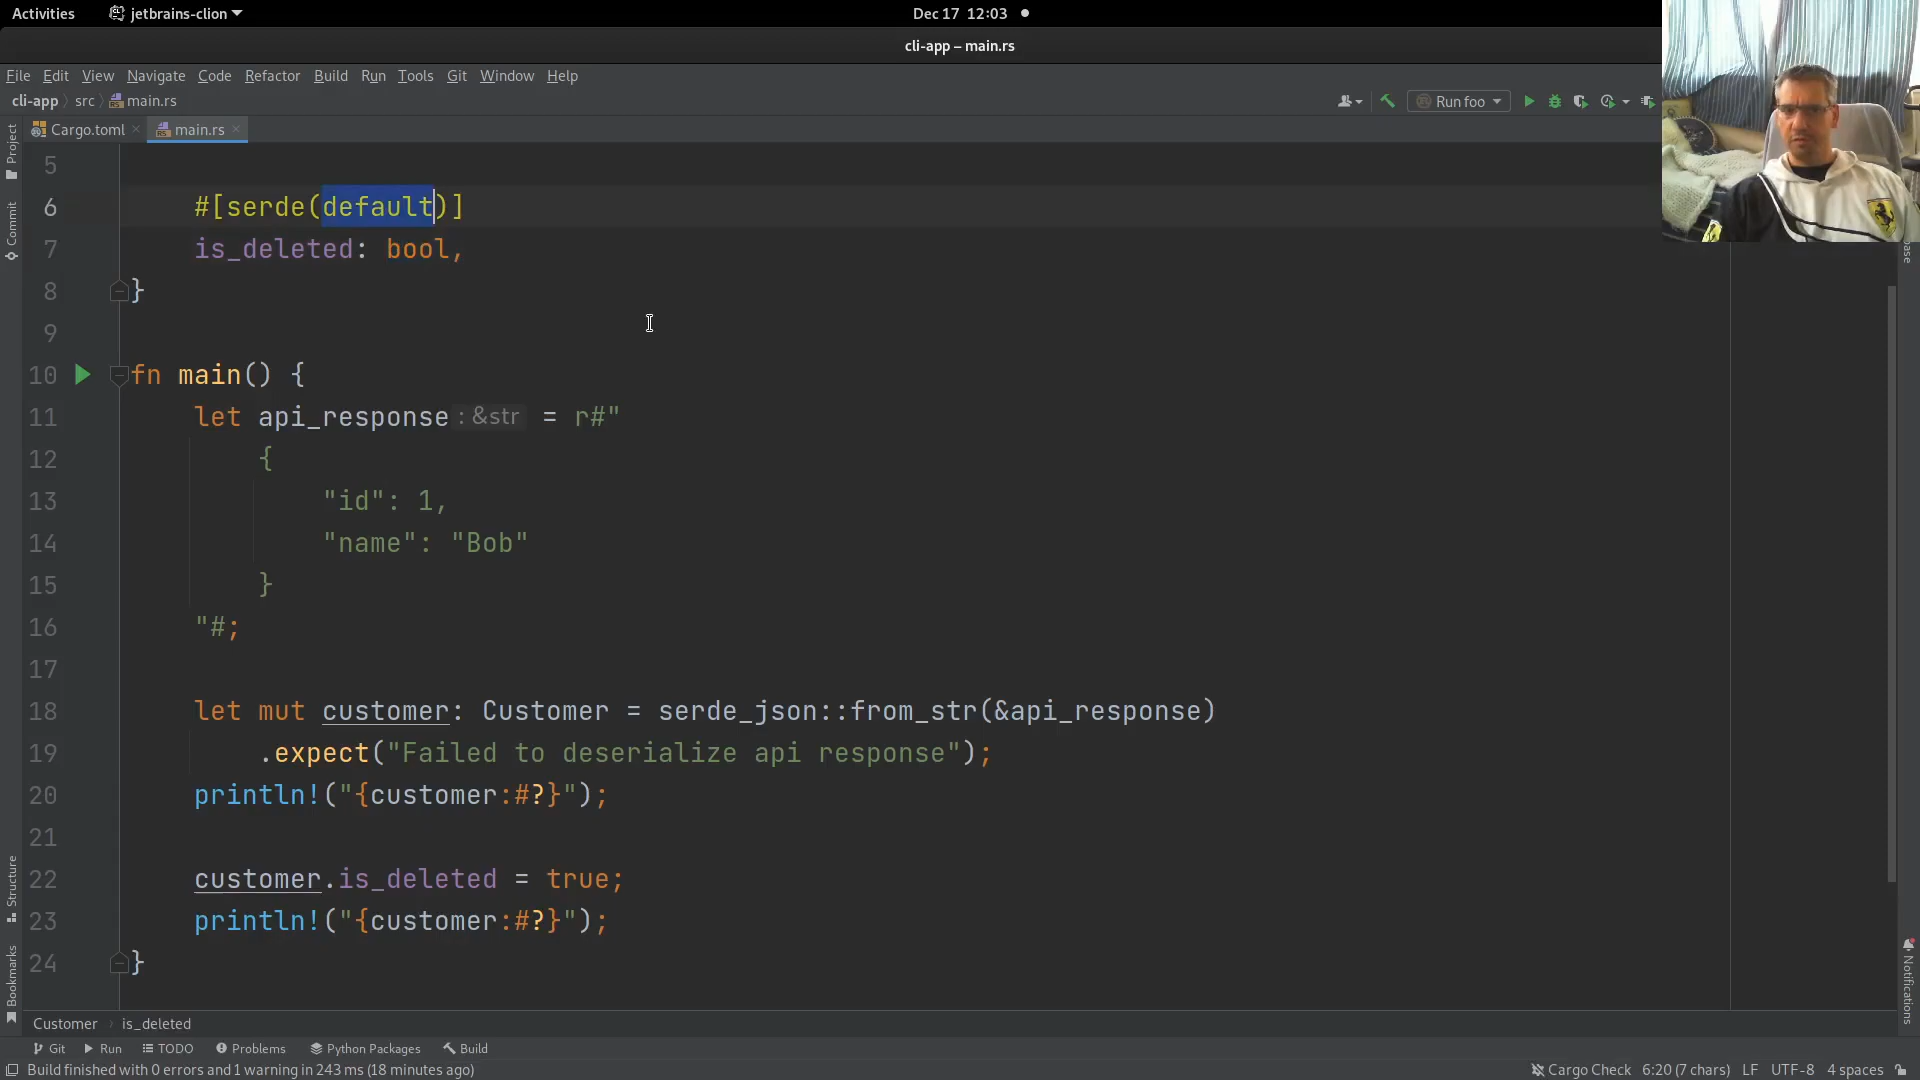 Activities jetbrains-clion Dec 17 12:03
cli-app – main.rs
File Edit View Navigate Code Refactor Build Run Tools Git Window Help
cli-app src main.rs Run foo
Cargo.toml main.rs
Project
Commit
Structure
Bookmarks
5
6 #[serde(default)]
7 is_deleted: bool,
8 }
9
10 fn main() {
11 let api_response: &str = r#"
12 {
13 "id": 1,
14 "name": "Bob"
15 }
16 "#;
17
18 let mut customer: Customer = serde_json::from_str(&api_response)
19 .expect("Failed to deserialize api response");
20 println!("{customer:#?}");
21
22 customer.is_deleted = true;
23 println!("{customer:#?}");
24 }
Notifications
Customer is_deleted
Git Run TODO Problems Python Packages Build
Build finished with 0 errors and 1 warning in 243 ms (18 minutes ago) Cargo Check 6:20 (7 chars) LF UTF-8 4 spaces